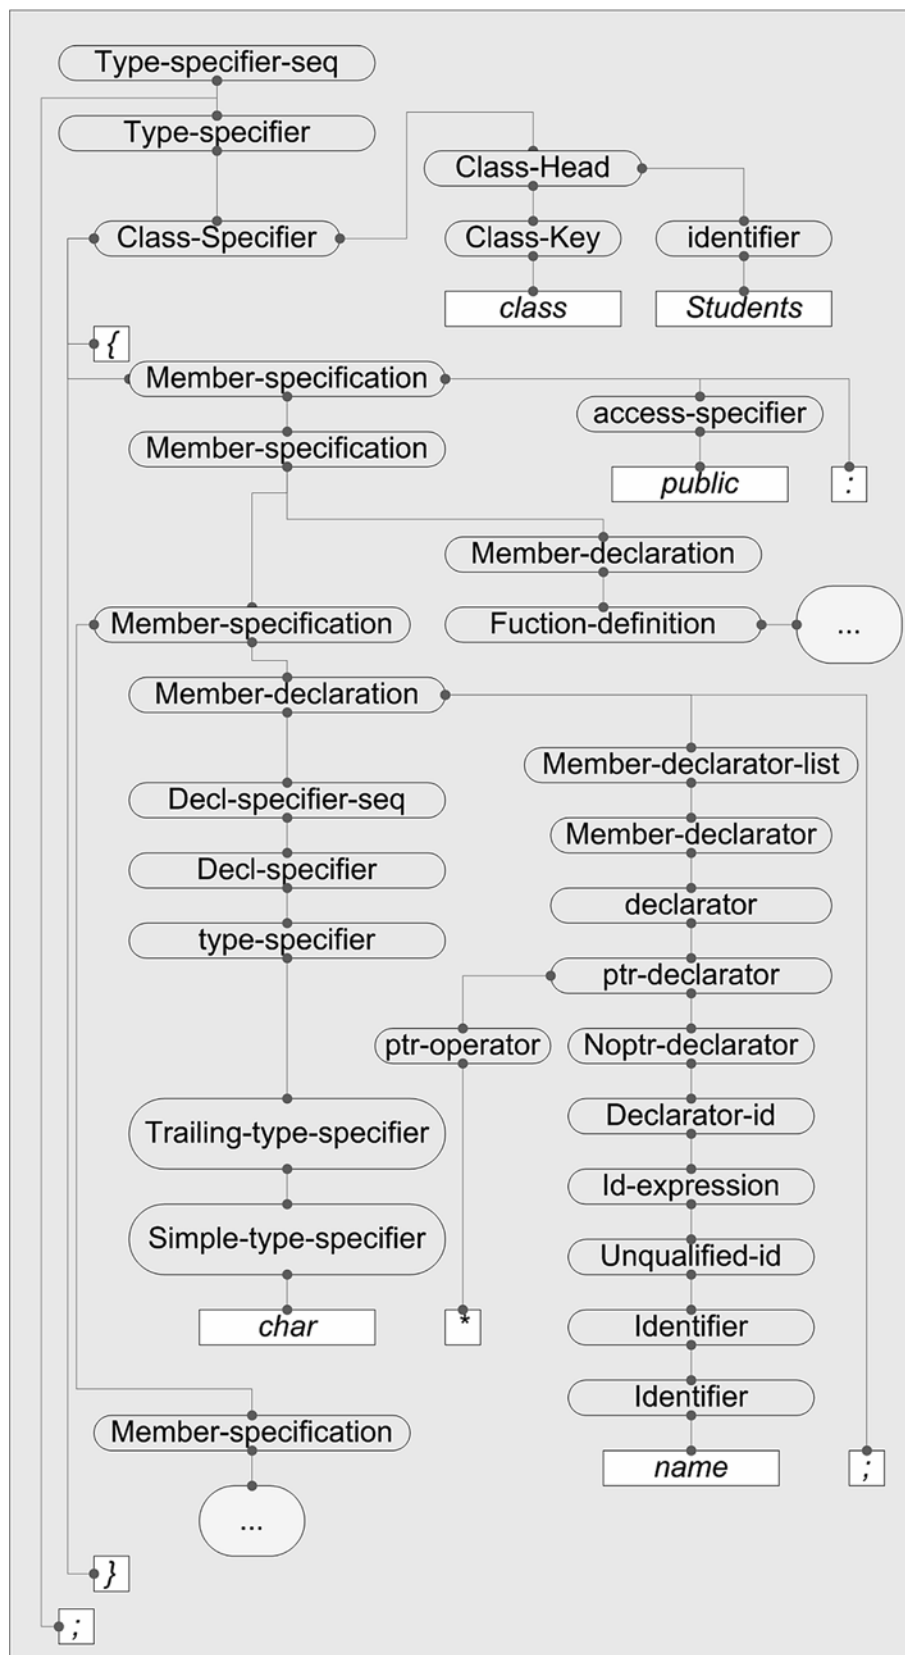 Type-specifier-seq
Type-specifier
Class-Head
Class-Specifier
Class-Key
identifier
class
Students
{
Member-specification
access-specifier
Member-specification
public
:
Member-declaration
Member-specification
Fuction-definition
...
Member-declaration
Member-declarator-list
Decl-specifier-seq
Member-declarator
Decl-specifier
declarator
type-specifier
ptr-declarator
ptr-operator
Noptr-declarator
Trailing-type-specifier
Declarator-id
Id-expression
Simple-type-specifier
Unqualified-id
char
*
Identifier
Identifier
Member-specification
name
;
...
}
;